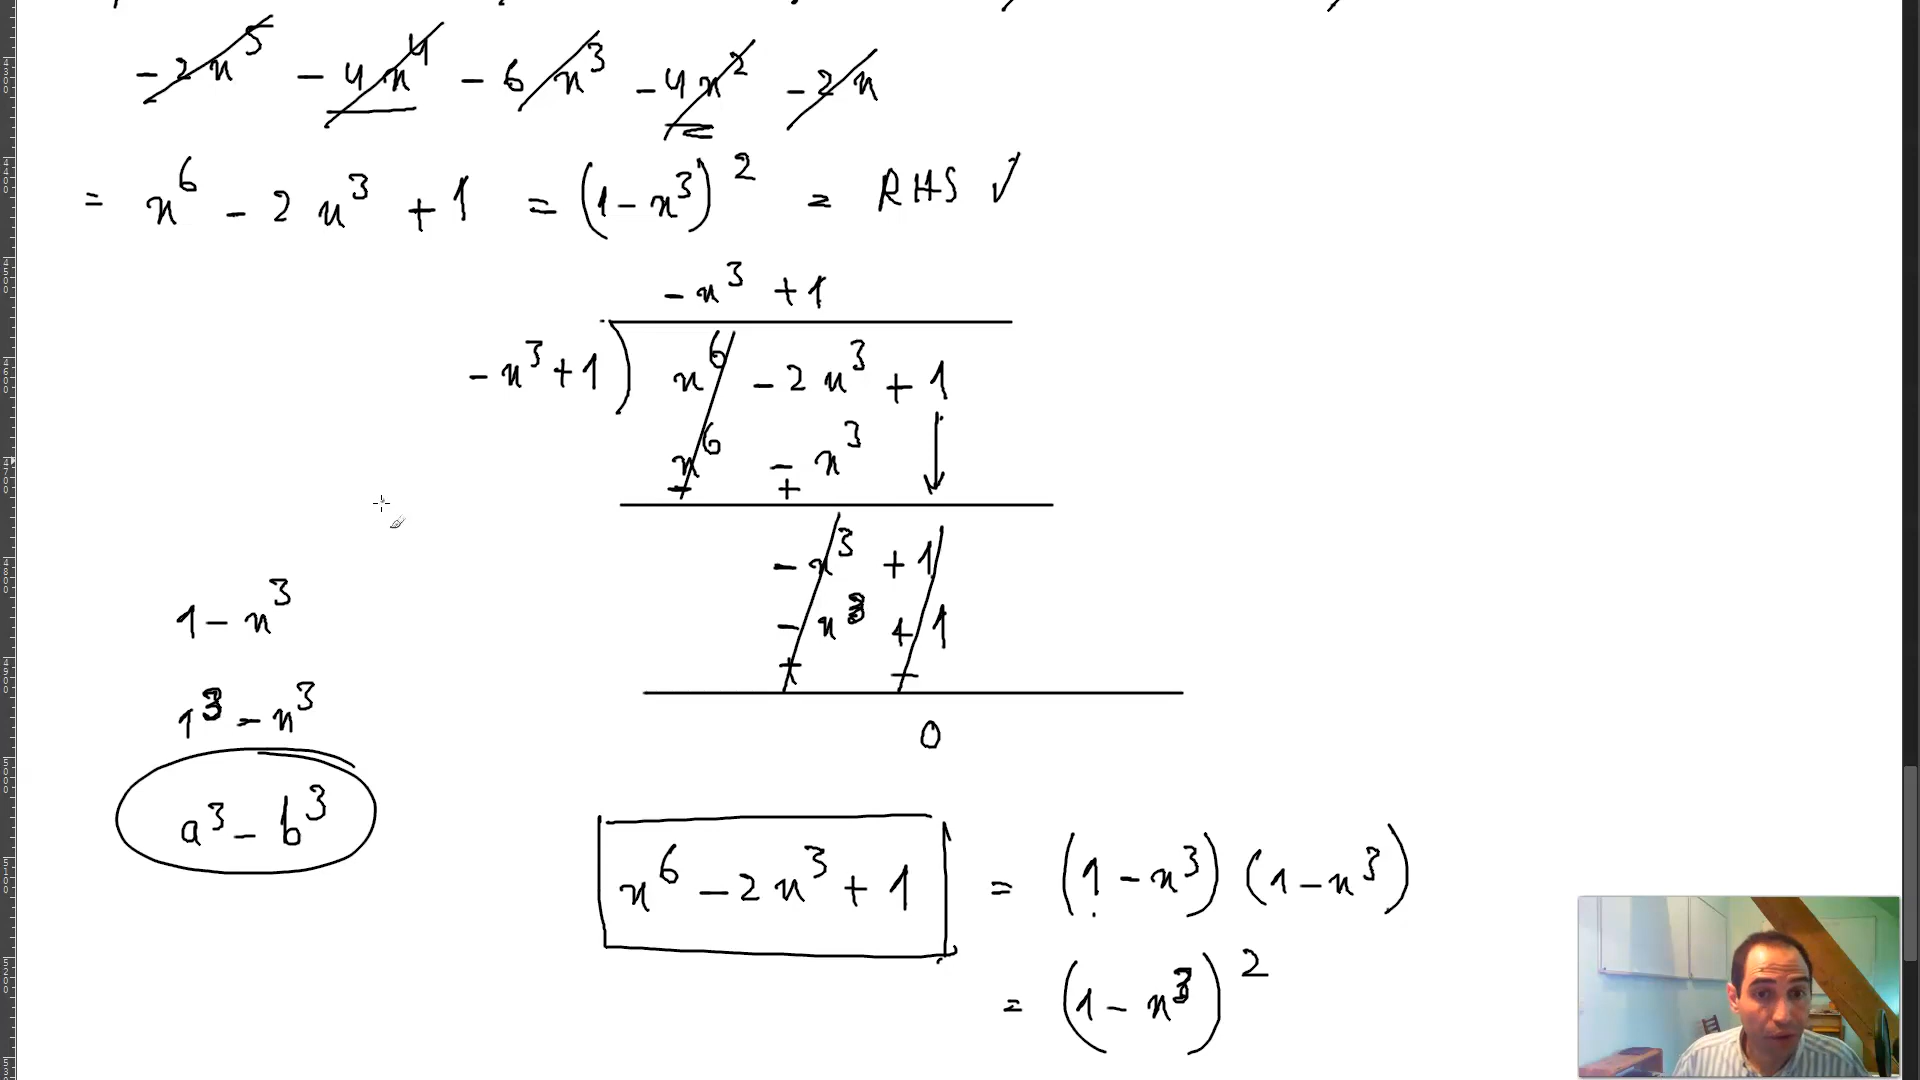 - 2x^5 - 4x^4 - 6x^3 - 4x^2 - 2x
= x^6 - 2x^3 + 1 = (1 - x^3)^2 = RHS ✓
- x^3 + 1
- x^3 + 1 ) x^6 - 2x^3 + 1
x^6 - x^3
- +
- x^3 + 1
- x^3 + 1
+ -
0
1 - x^3
1^3 - x^3
a^3 - b^3
x^6 - 2x^3 + 1 = (1 - x^3)(1 - x^3)
= (1 - x^3)^2